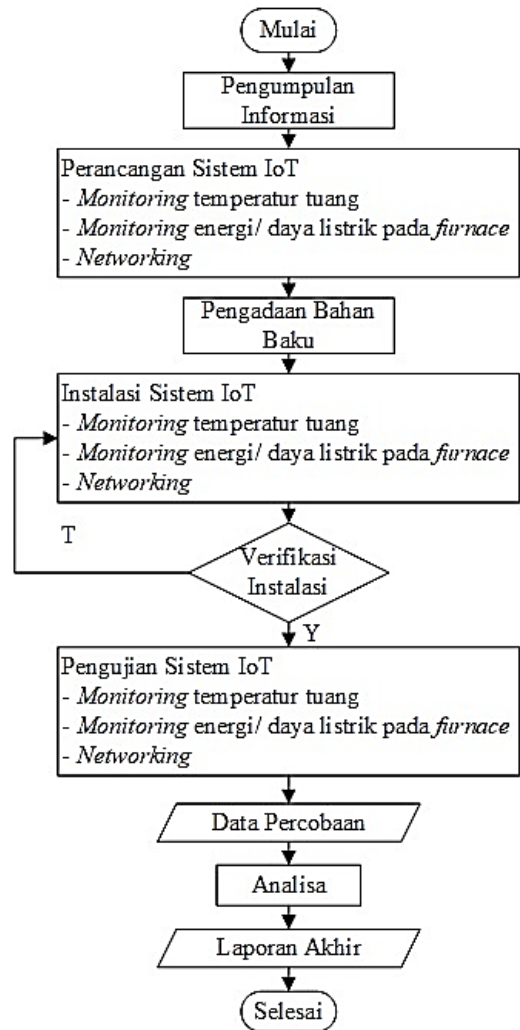 Mulai
Pengumpulan
Informasi
Perancangan Sistem IoT
- Monitoring temperatur tuang
- Monitoring energi/ daya listrik pada furnace
- Networking
Pengadaan Bahan
Baku
Instalasi Sistem IoT
- Monitoring temperatur tuang
- Monitoring energi/ daya listrik pada furnace
- Networking
T
Verifikasi
Instalasi
Y
Pengujian Sistem IoT
- Monitoring temperatur tuang
- Monitoring energi/ daya listrik pada furnace
- Networking
Data Percobaan
Analisa
Laporan Akhir
Selesai